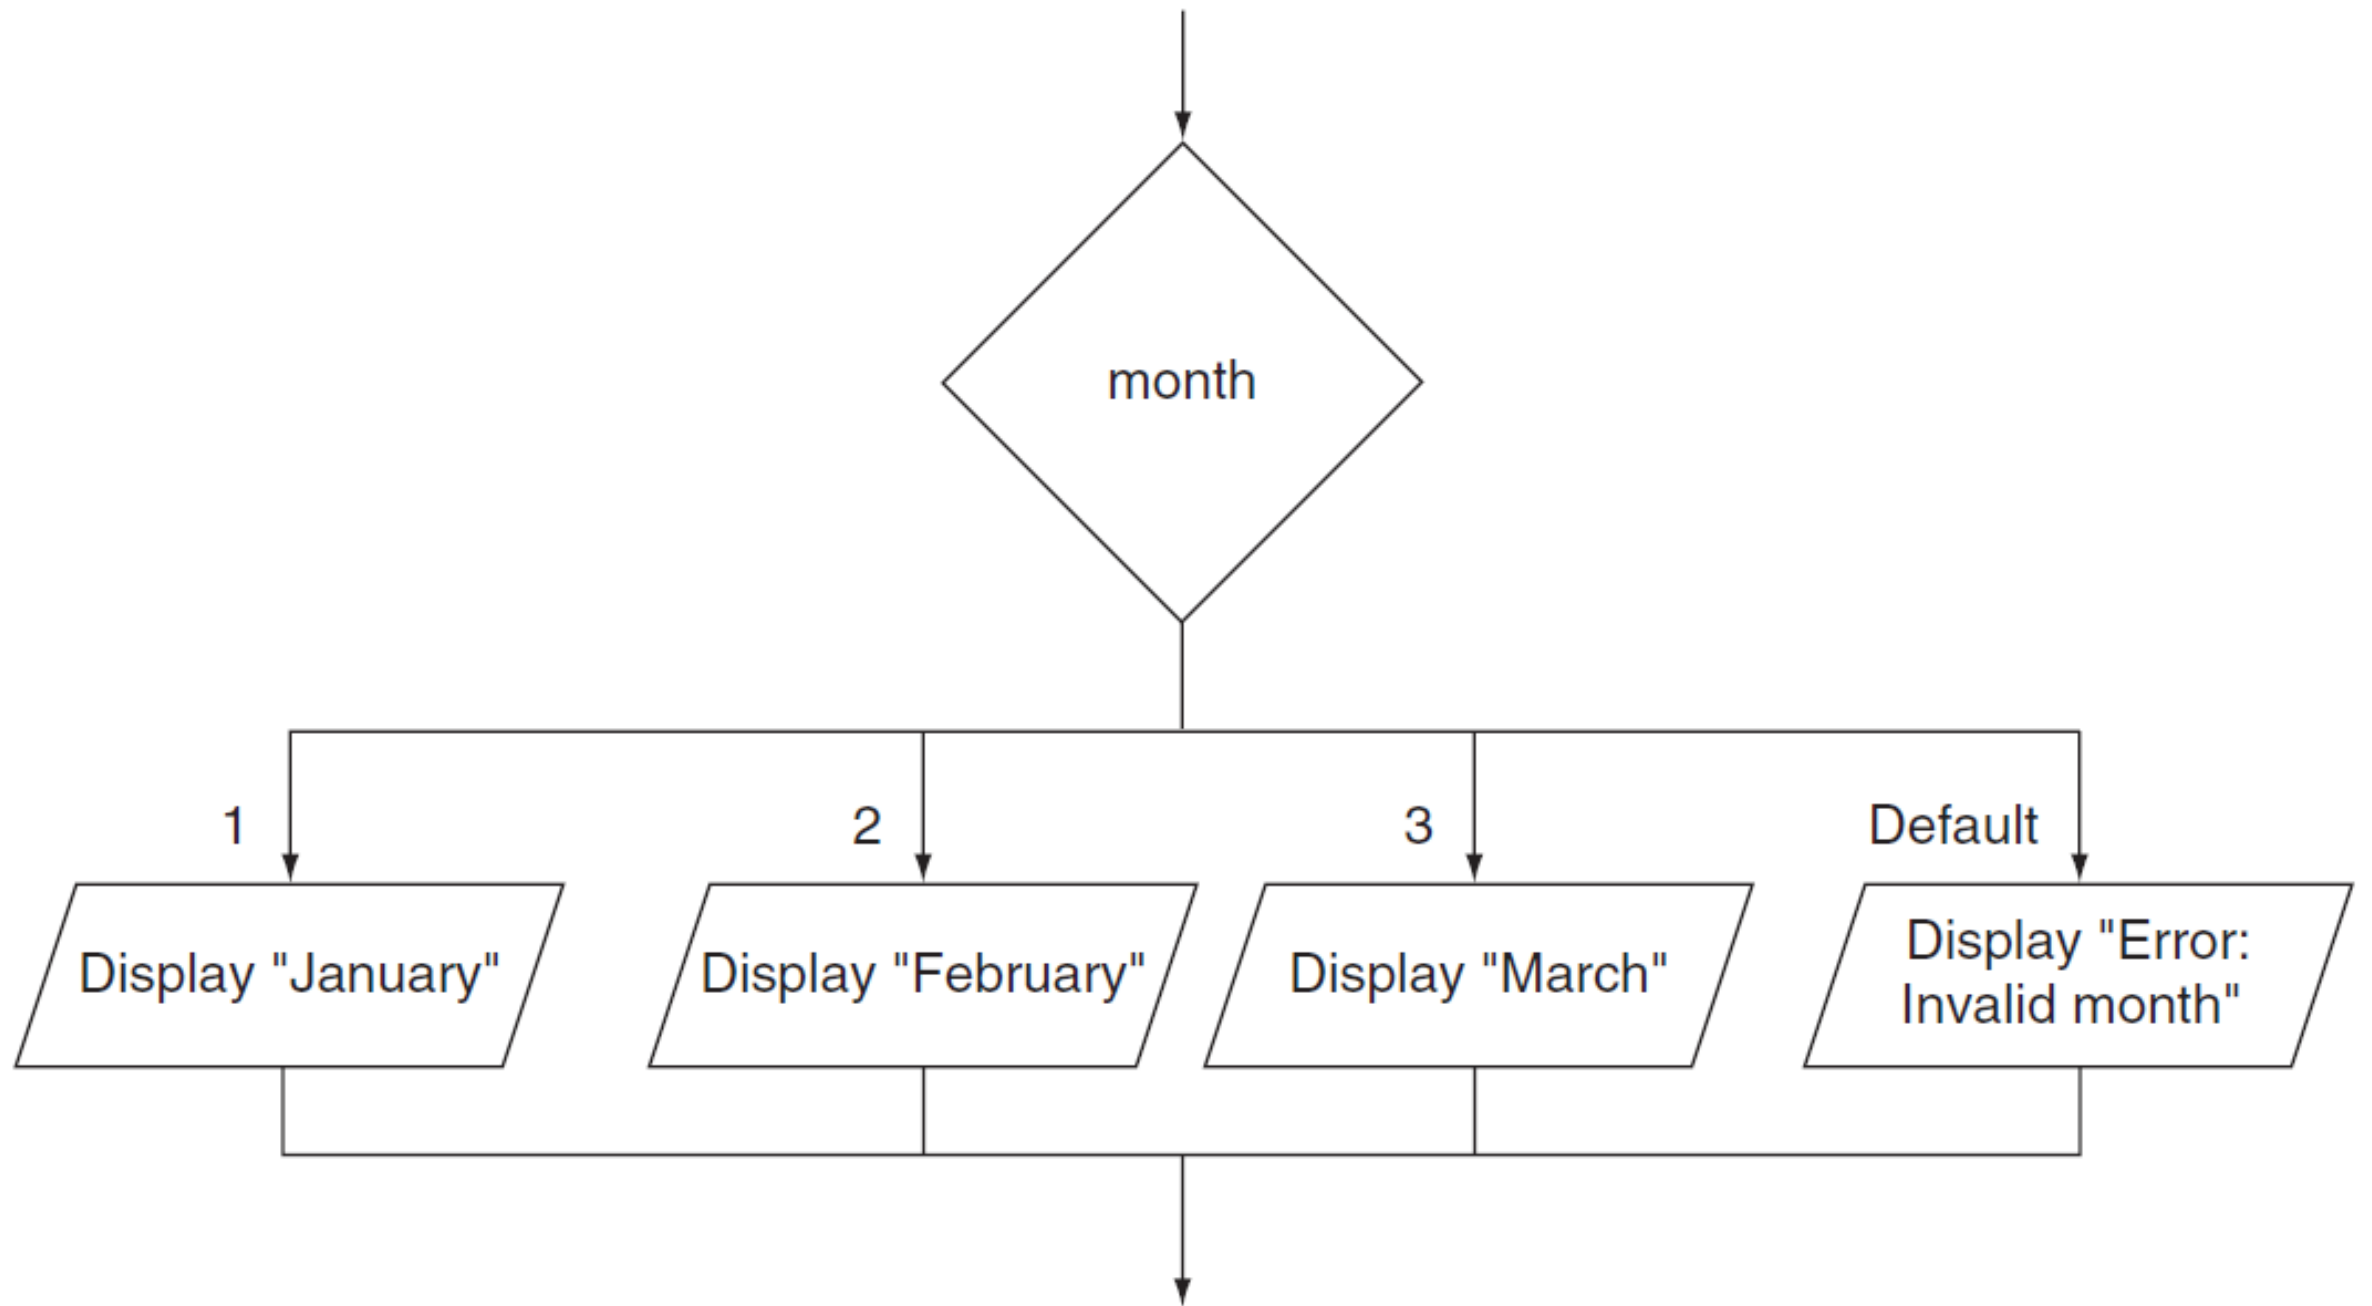 month
1
2
3
Default
Display "January"
Display "February"
Display "March"
Display "Error:
Invalid month"